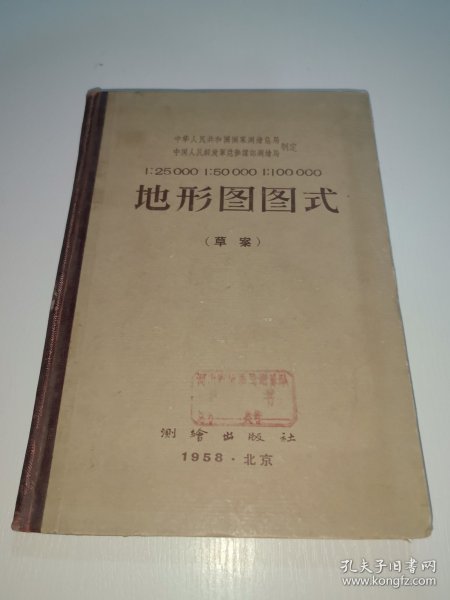 中华人民共和国国家测绘总局
中国人民解放军总参谋部测绘局 制定
1:25000 1:50000 1:100000
地形图图式
(草案)
测绘出版社
1958·北京
孔夫子旧书网
www.kongfz.com